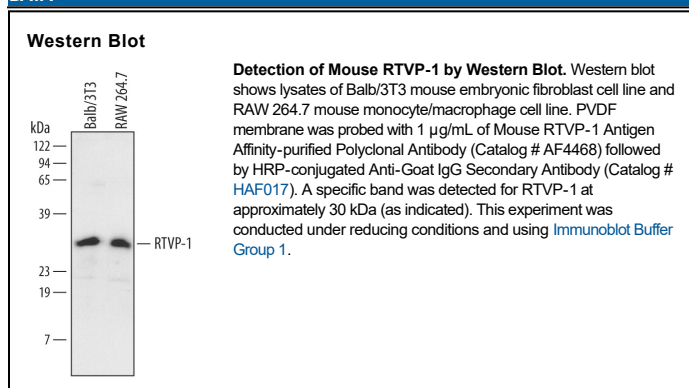 Western Blot
Balb/3T3
RAW 264.7
kDa
122
94
65
39
RTVP-1
23
19
7
Detection of Mouse RTVP-1 by Western Blot. Western blot
shows lysates of Balb/3T3 mouse embryonic fibroblast cell line and
RAW 264.7 mouse monocyte/macrophage cell line. PVDF
membrane was probed with 1 µg/mL of Mouse RTVP-1 Antigen
Affinity-purified Polyclonal Antibody (Catalog # AF4468) followed
by HRP-conjugated Anti-Goat IgG Secondary Antibody (Catalog #
HAF017). A specific band was detected for RTVP-1 at
approximately 30 kDa (as indicated). This experiment was
conducted under reducing conditions and using Immunoblot Buffer
Group 1.